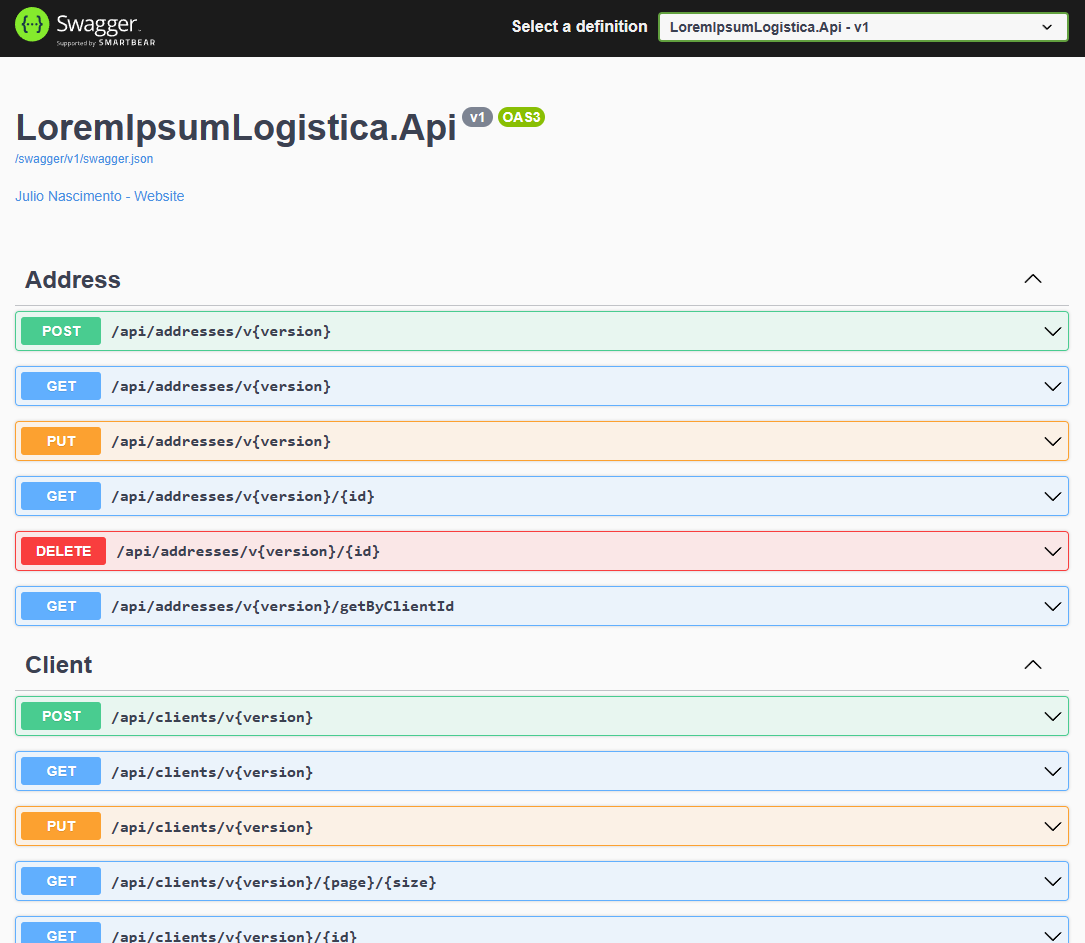 {···} Swagger
Supported by SMARTBEAR
Select a definition
LoremIpsumLogistica.Api - v1
LoremIpsumLogistica.Api v1 OAS3
/swagger/v1/swagger.json
Julio Nascimento - Website
Address
POST /api/addresses/v{version}
GET /api/addresses/v{version}
PUT /api/addresses/v{version}
GET /api/addresses/v{version}/{id}
DELETE /api/addresses/v{version}/{id}
GET /api/addresses/v{version}/getByClientId
Client
POST /api/clients/v{version}
GET /api/clients/v{version}
PUT /api/clients/v{version}
GET /api/clients/v{version}/{page}/{size}
GET /api/clients/v{version}/{id}